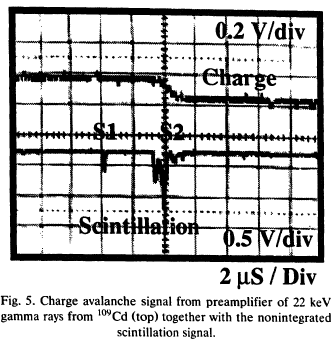 0.2 V/div
Charge
S1 S2
Scintillation
0.5 V/div
2 μS / Div
Fig. 5. Charge avalanche signal from preamplifier of 22 keV
gamma rays from ¹⁰⁹Cd (top) together with the nonintegrated
scintillation signal.